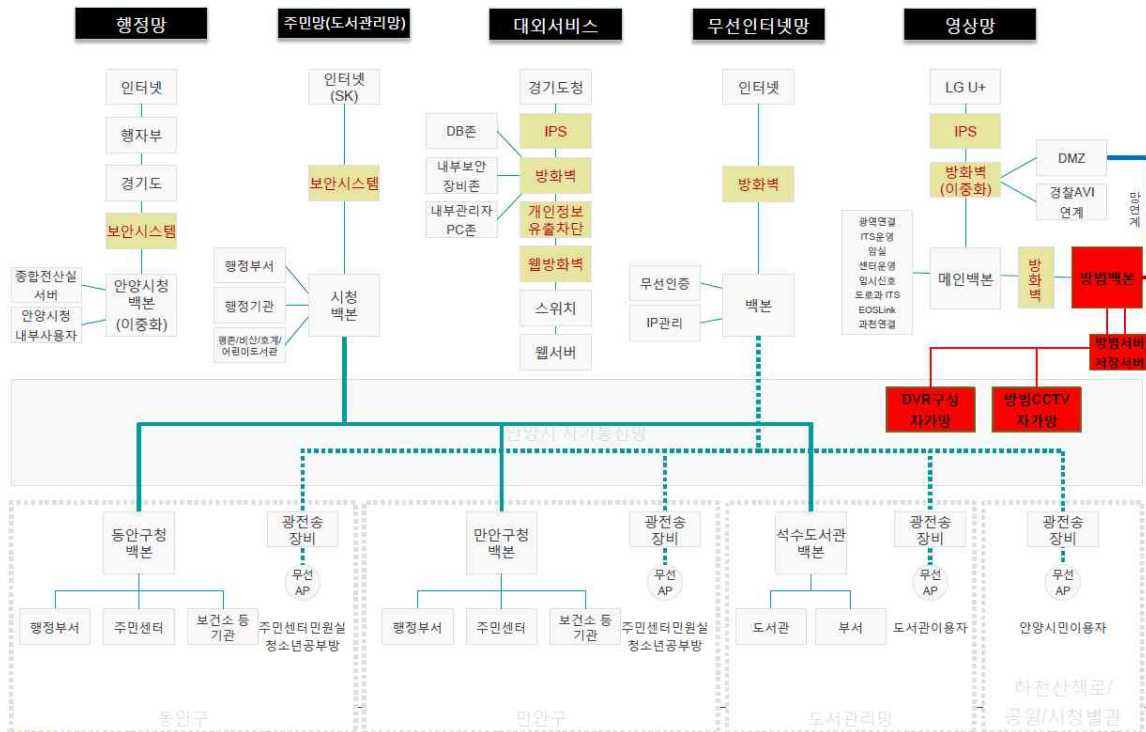 행정망
주민망(도서관리망)
대외서비스
무선인터넷망
영상망
인터넷
행자부
경기도
보안시스템
종합전산실
서버
안양시청
내부사용자
안양시청
백본
(이중화)
인터넷
(SK)
보안시스템
행정부서
행정기관
평촌/비산/호계/
어린이도서관
시청
백본
경기도청
IPS
DB존
내부보안
장비존
내부관리자
PC존
방화벽
개인정보
유출차단
웹방화벽
스위치
웹서버
인터넷
방화벽
무선인증
IP관리
백본
LG U+
IPS
방화벽
(이중화)
DMZ
경찰AVI
연계
망연계
광역연결
ITS운영
암실
센터운영
임시신호
도로과 ITS
EOSLink
과천연결
메인백본
방화벽
방범백본
방범서버
저장서버
DVR구성
자가망
방범CCTV
자가망
안양시 자가통신망
동안구청
백본
광전송
장비
무선
AP
행정부서
주민센터
보건소 등
기관
주민센터민원실
청소년공부방
동안구
만안구청
백본
광전송
장비
무선
AP
행정부서
주민센터
보건소 등
기관
주민센터민원실
청소년공부방
만안구
석수도서관
백본
광전송
장비
무선
AP
도서관
부서
도서관이용자
도서관리망
광전송
장비
무선
AP
안양시민이용자
하천산책로/
공원/시청별관